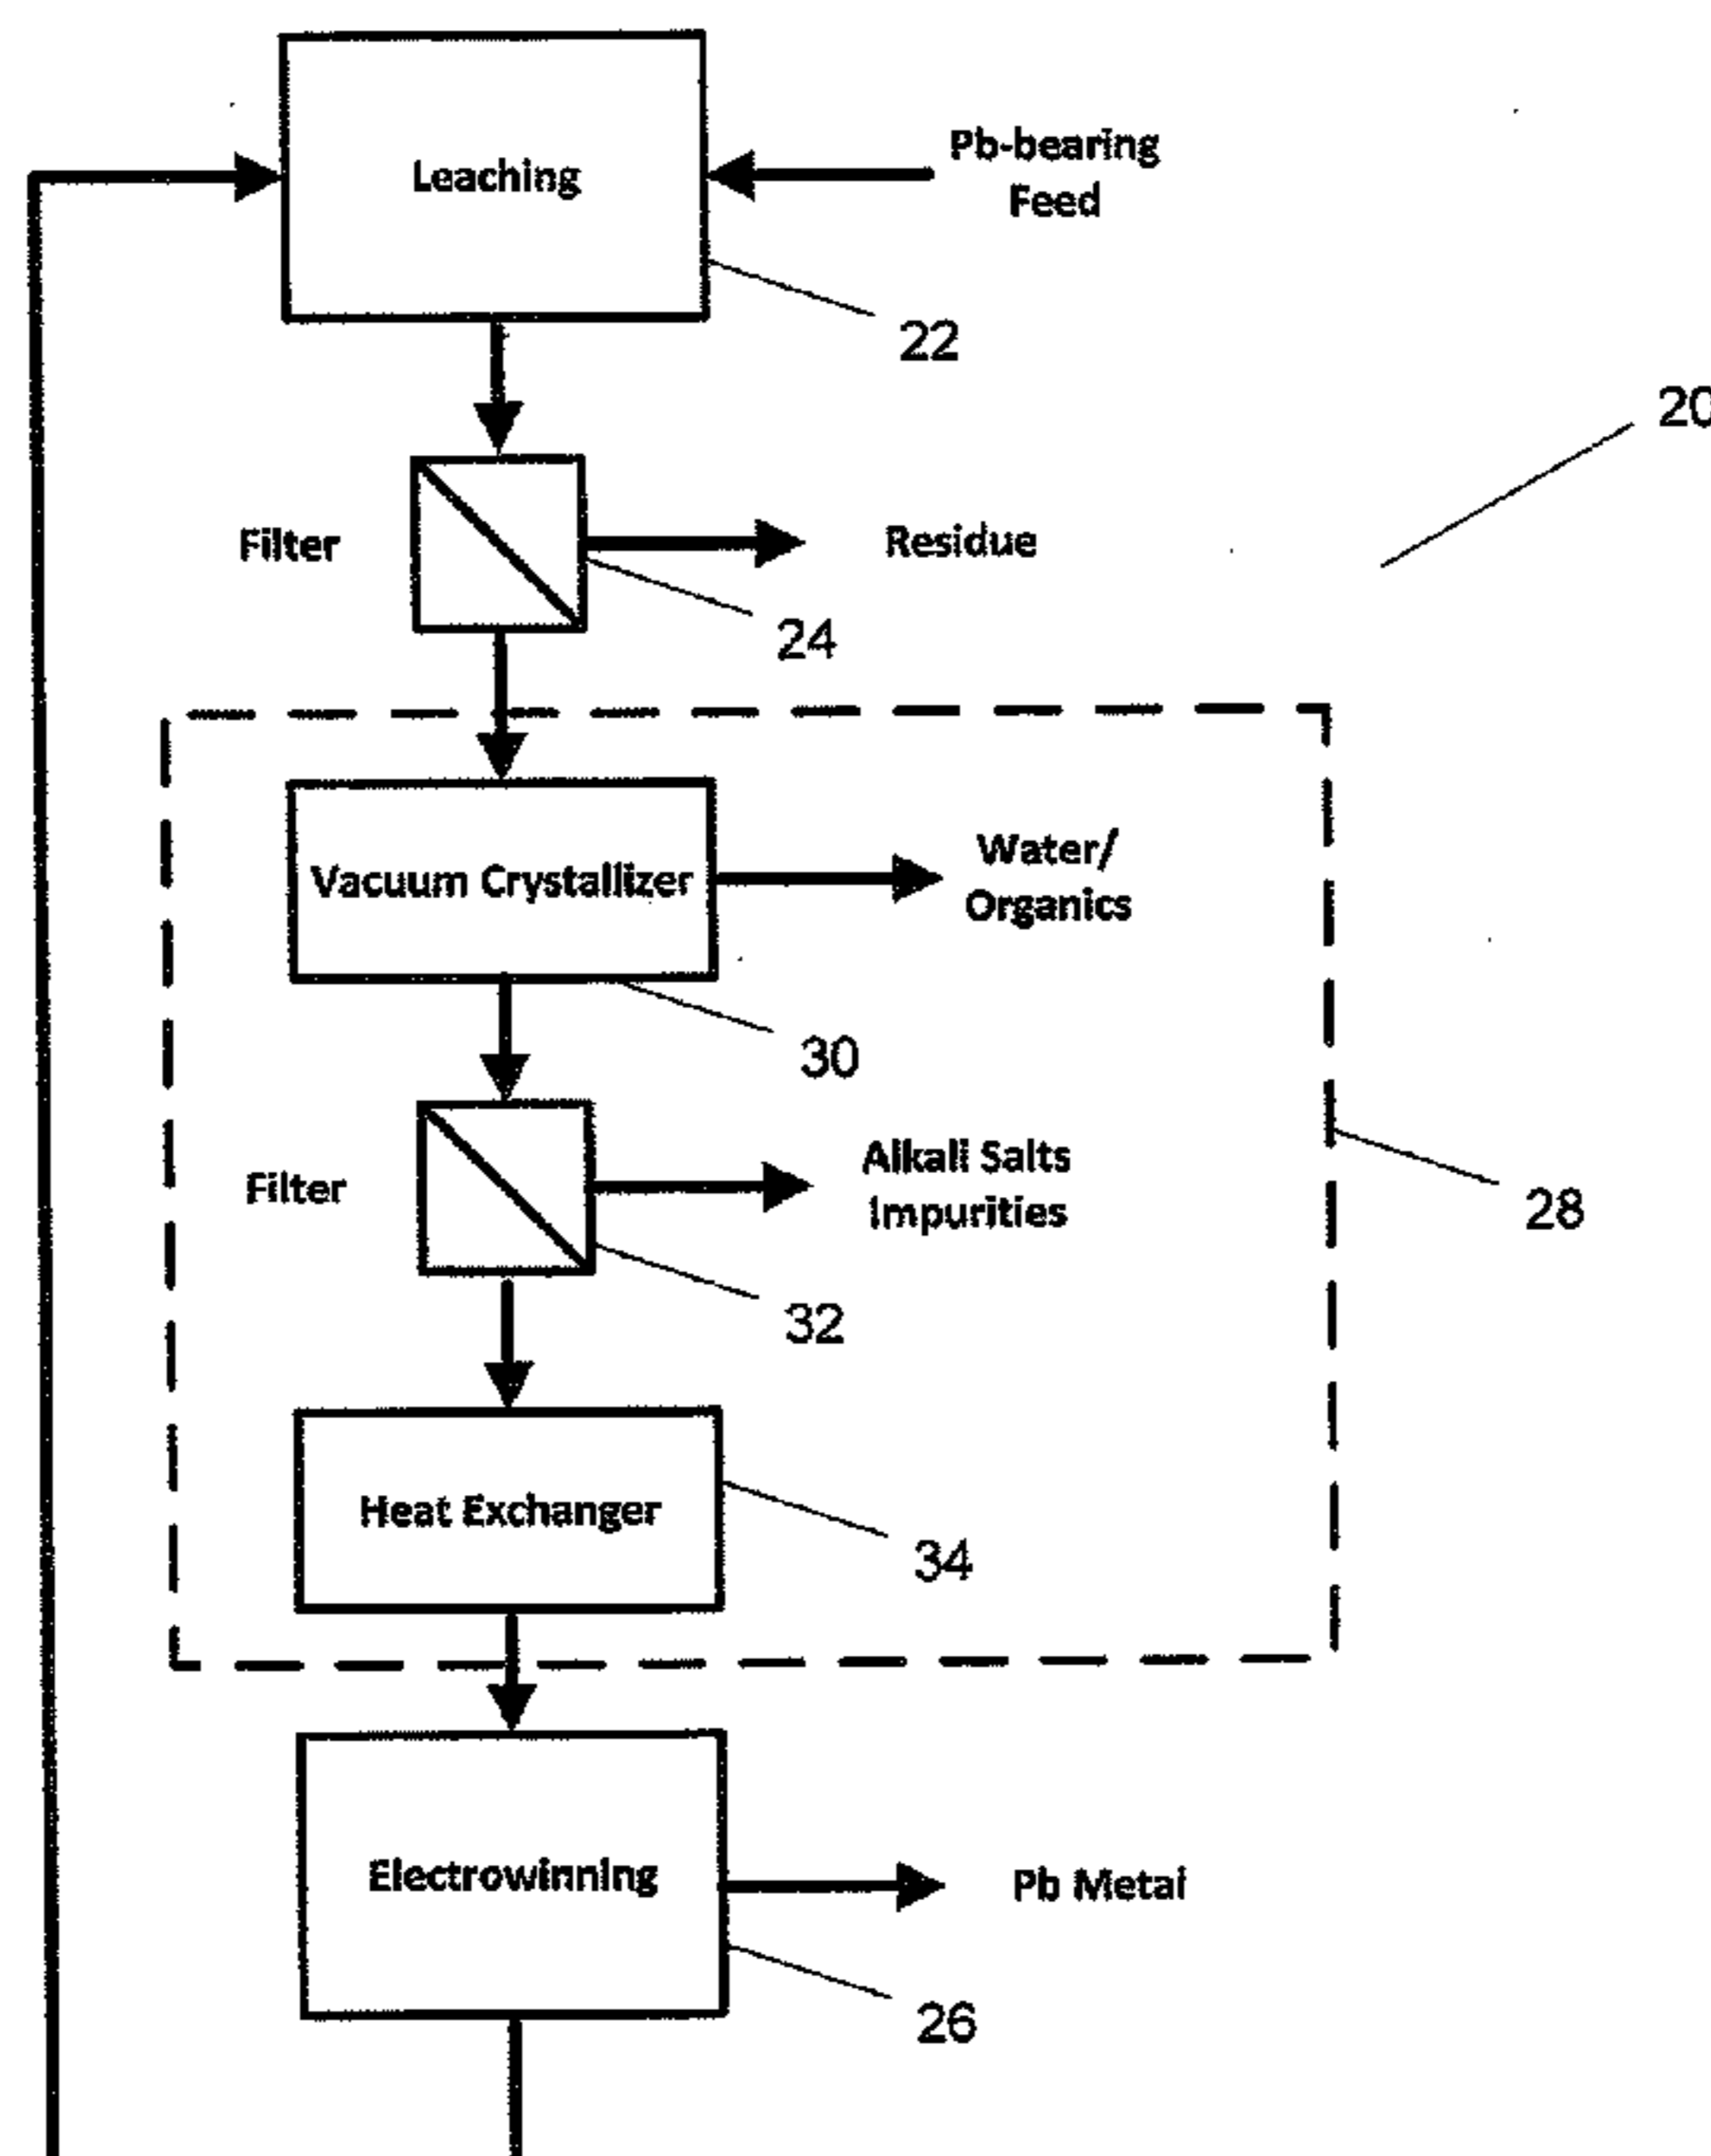 Leaching
Pb-bearing
Feed
22
20
Filter
Residue
24
Vacuum Crystallizer
Water/
Organics
30
Filter
Alkali Salts
Impurities
28
32
Heat Exchanger
34
Electrowinning
Pb Metal
26